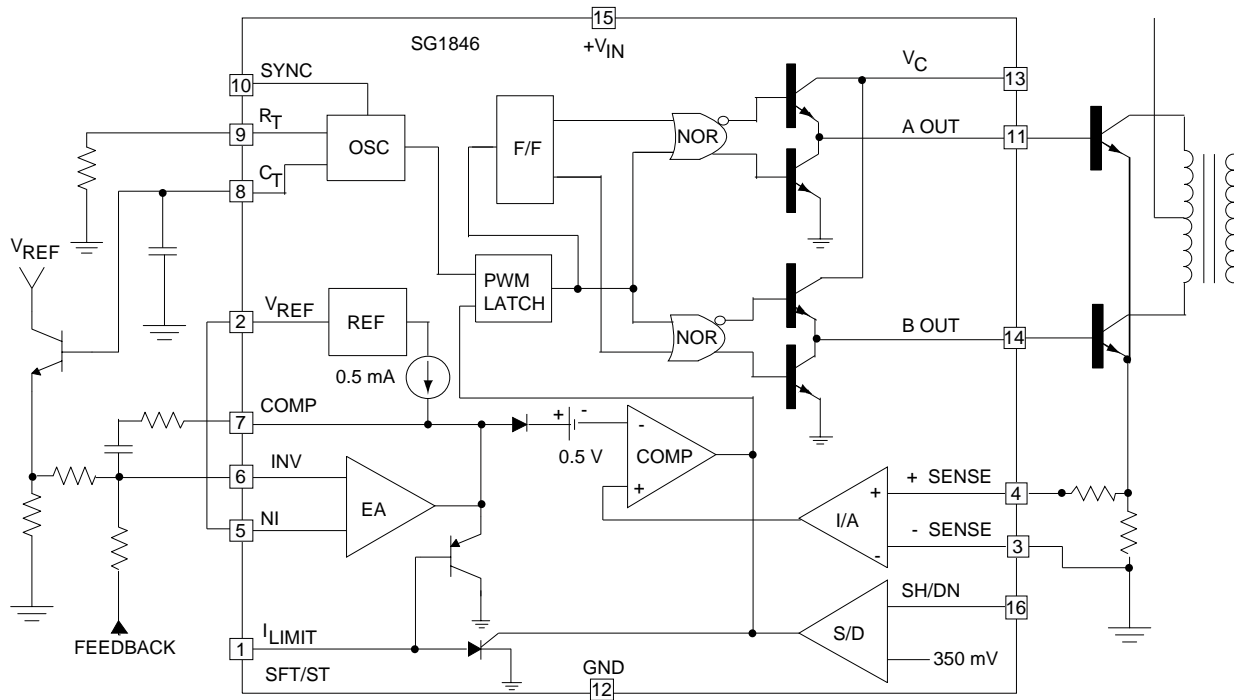 15
SG1846
+VIN
10
SYNC
VC
13
9
RT
OSC
F/F
NOR
A OUT
11
8
CT
VREF
PWM
LATCH
2
VREF
REF
NOR
B OUT
14
0.5 mA
7
COMP
+ -
0.5 V
-
COMP
+
6
INV
EA
5
NI
+
I/A
-
+ SENSE
4
- SENSE
3
SH/DN
16
S/D
350 mV
FEEDBACK
1
ILIMIT
SFT/ST
GND
12